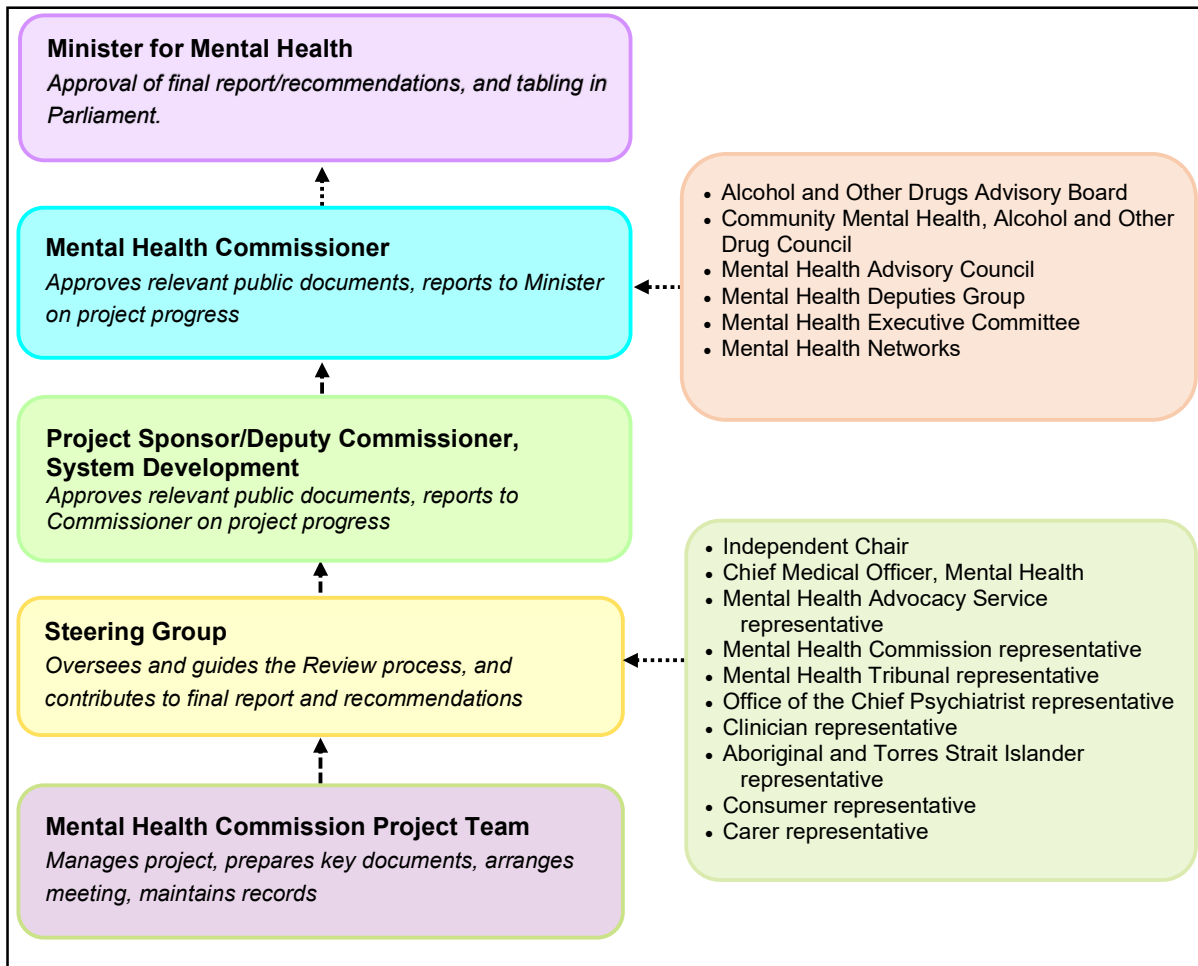 Minister for Mental Health
Approval of final report/recommendations, and tabling in
Parliament.
Mental Health Commissioner
Approves relevant public documents, reports to Minister
on project progress
• Alcohol and Other Drugs Advisory Board
• Community Mental Health, Alcohol and Other
Drug Council
• Mental Health Advisory Council
• Mental Health Deputies Group
• Mental Health Executive Committee
• Mental Health Networks
Project Sponsor/Deputy Commissioner,
System Development
Approves relevant public documents, reports to
Commissioner on project progress
Steering Group
Oversees and guides the Review process, and
contributes to final report and recommendations
• Independent Chair
• Chief Medical Officer, Mental Health
• Mental Health Advocacy Service
representative
• Mental Health Commission representative
• Mental Health Tribunal representative
• Office of the Chief Psychiatrist representative
• Clinician representative
• Aboriginal and Torres Strait Islander
representative
• Consumer representative
• Carer representative
Mental Health Commission Project Team
Manages project, prepares key documents, arranges
meeting, maintains records